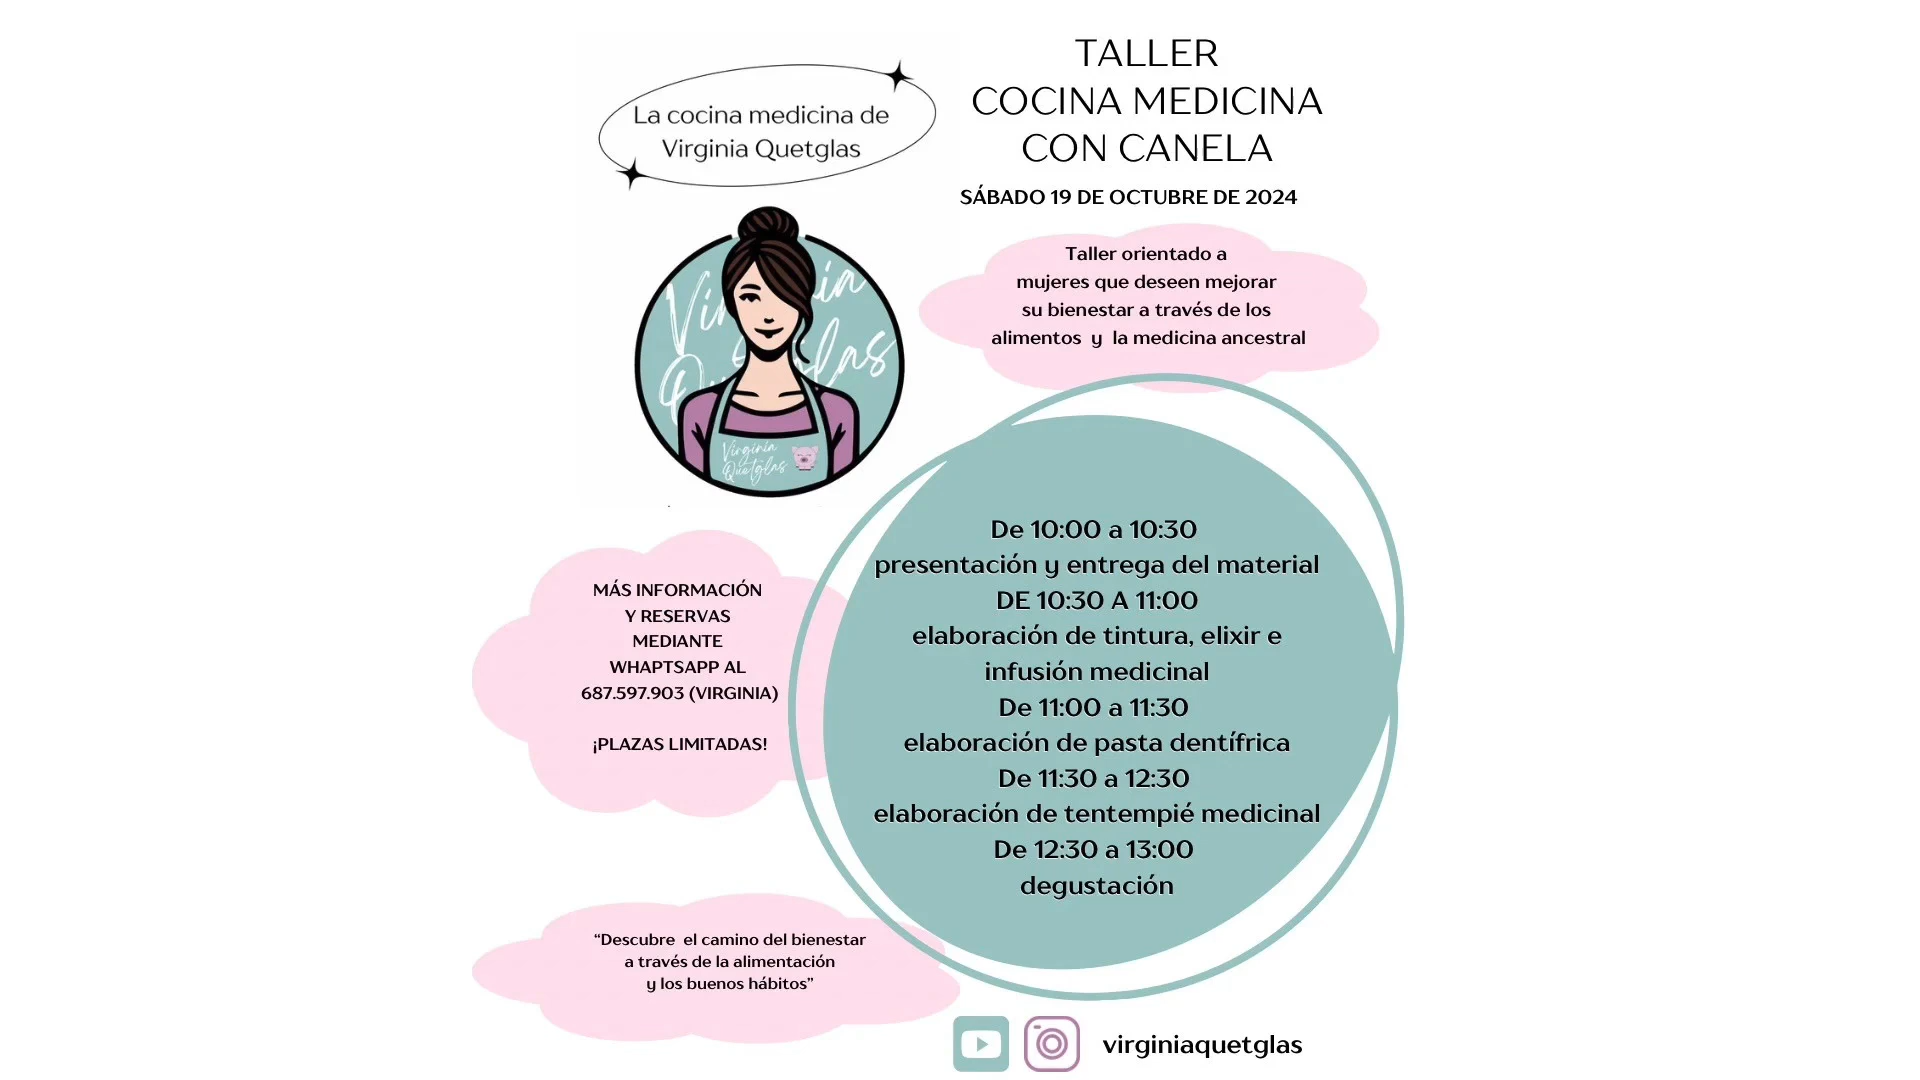 La cocina medicina de
Virginia Quetglas
TALLER
COCINA MEDICINA
CON CANELA
SÁBADO 19 DE OCTUBRE DE 2024
Taller orientado a
mujeres que deseen mejorar
su bienestar a través de los
alimentos y la medicina ancestral
Virginia
Quetglas
Virginia
Quetglas
De 10:00 a 10:30
presentación y entrega del material
DE 10:30 A 11:00
elaboración de tintura, elixir e
infusión medicinal
De 11:00 a 11:30
elaboración de pasta dentífrica
De 11:30 a 12:30
elaboración de tentempié medicinal
De 12:30 a 13:00
degustación
MÁS INFORMACIÓN
Y RESERVAS
MEDIANTE
WHAPTSAPP AL
687.597.903 (VIRGINIA)
¡PLAZAS LIMITADAS!
“Descubre el camino del bienestar
a través de la alimentación
y los buenos hábitos”
virginiaquetglas